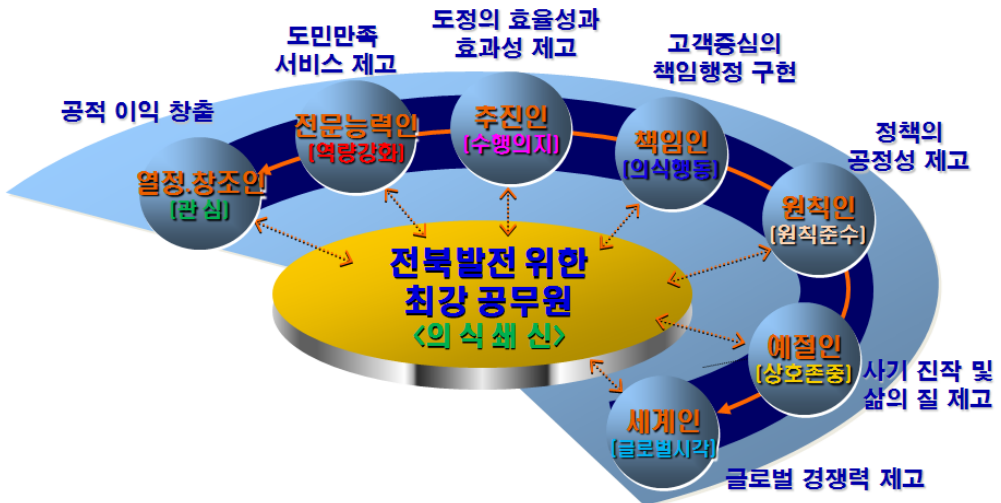 공적 이익 창출
열정.창조인
[관 심]
도민만족
서비스 제고
전문능력인
[역량강화]
도정의 효율성과
효과성 제고
추진인
[수행의지]
고객중심의
책임행정 구현
책임인
[의식행동]
정책의
공정성 제고
원칙인
[원칙준수]
사기 진작 및
삶의 질 제고
예절인
[상호존중]
글로벌 경쟁력 제고
세계인
[글로벌시각]
전북발전 위한
최강 공무원
<의 식 쇄 신>